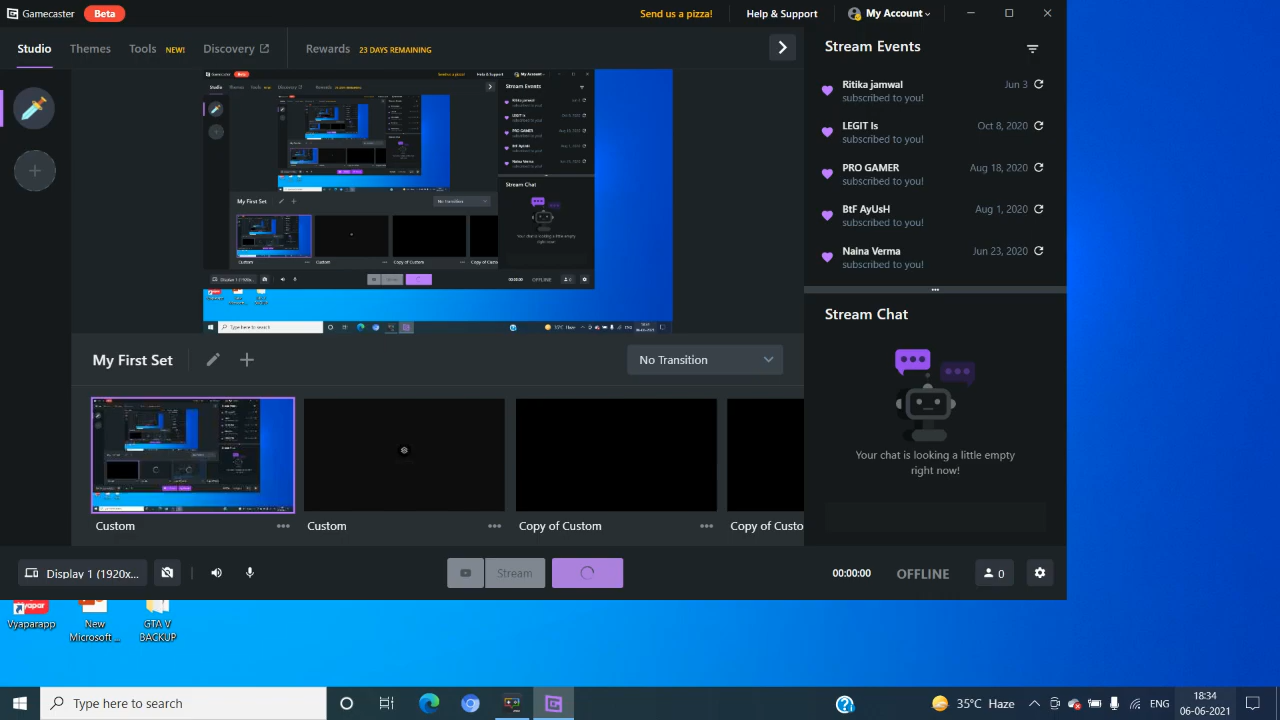 Gamecaster Beta
Send us a pizza! Help & Support My Account
Studio Themes Tools NEW! Discovery Rewards 23 DAYS REMAINING
Stream Events
Ritika jamwal Jun 3
subscribed to you!
LEGIT Is Oct 8, 2020
subscribed to you!
PRO GAMER Aug 18, 2020
subscribed to you!
BtF AyUsH Aug 1, 2020
subscribed to you!
Naina Verma Jun 23, 2020
subscribed to you!
Stream Chat
Your chat is looking a little empty
right now!
My First Set
No Transition
Custom
Custom
Copy of Custom
Copy of Custo
Display 1 (1920x...
Stream
00:00:00 OFFLINE 0
Vyaparapp
New
Microsoft ...
GTA V
BACKUP
Type here to search
35°C Haze
ENG
18:34
06-06-2021